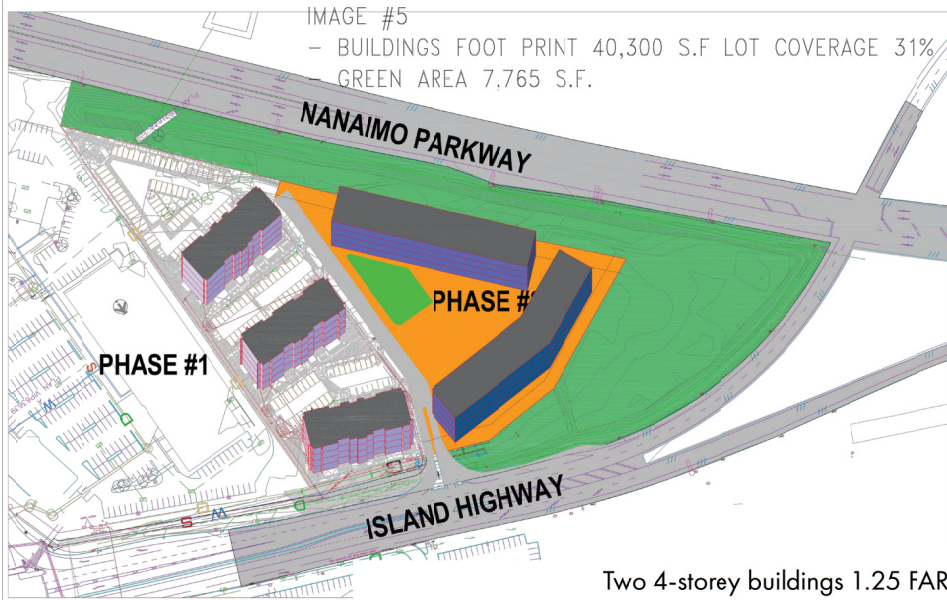 IMAGE #5
- BUILDINGS FOOT PRINT 40,300 S.F LOT COVERAGE 31%
- GREEN AREA 7,765 S.F.
NANAIMO PARKWAY
PHASE #
PHASE #1
ISLAND HIGHWAY
Two 4-storey buildings 1.25 FAR